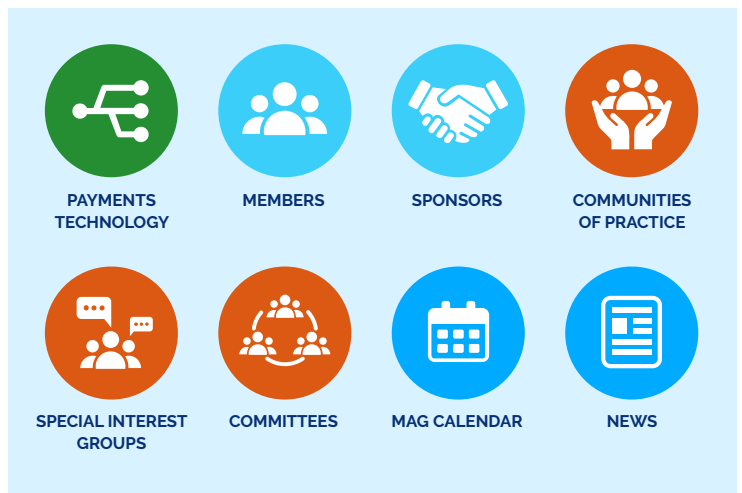 PAYMENTS
TECHNOLOGY
MEMBERS
SPONSORS
COMMUNITIES
OF PRACTICE
SPECIAL INTEREST
GROUPS
COMMITTEES
MAG CALENDAR
NEWS